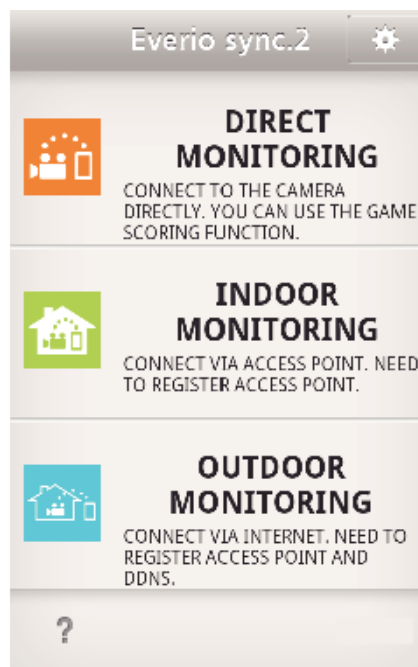 Everio sync.2
DIRECT
MONITORING
CONNECT TO THE CAMERA
DIRECTLY. YOU CAN USE THE GAME
SCORING FUNCTION.
INDOOR
MONITORING
CONNECT VIA ACCESS POINT. NEED
TO REGISTER ACCESS POINT.
OUTDOOR
MONITORING
CONNECT VIA INTERNET. NEED TO
REGISTER ACCESS POINT AND
DDNS.
?